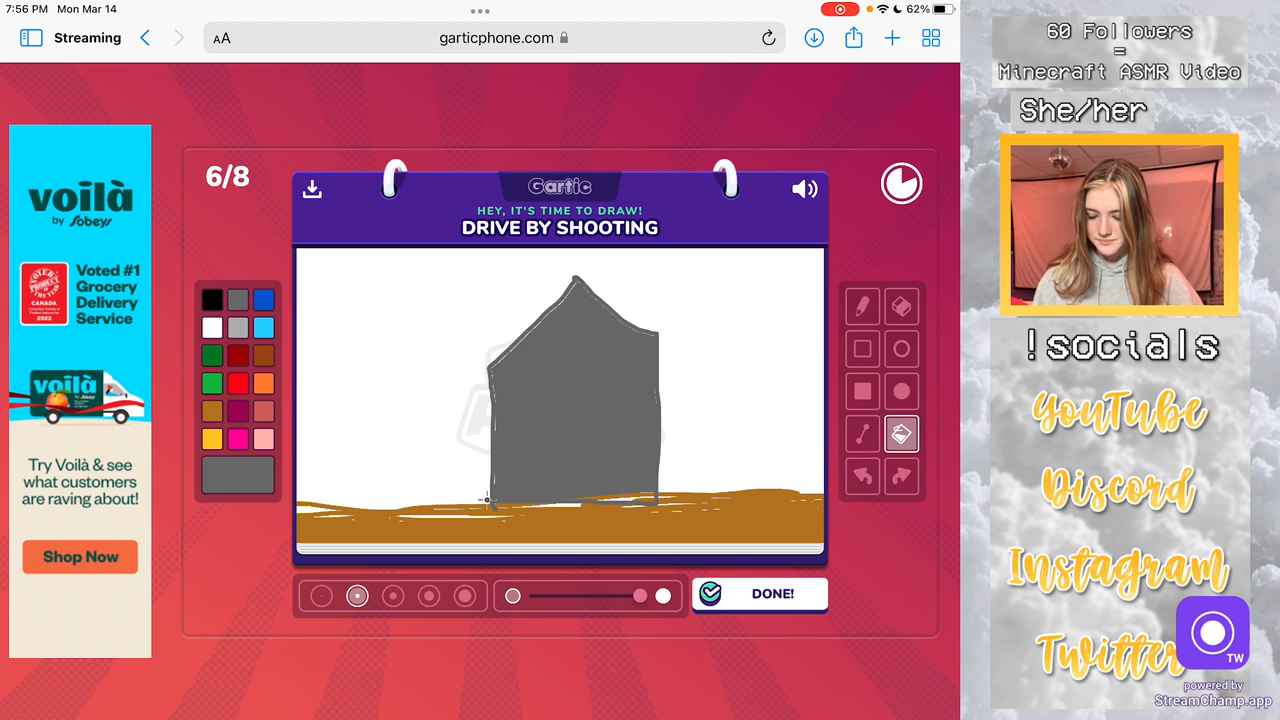 7:56 PM Mon Mar 14
62%
Streaming
AA
garticphone.com
60 Followers
=
Minecraft ASMR Video
She/her
voilà
by Sobeys
Voted #1
Grocery
Delivery
Service
voilà
Try Voilà & see
what customers
are raving about!
Shop Now
6/8
Gartic
HEY, IT'S TIME TO DRAW!
DRIVE BY SHOOTING
DONE!
!socials
YouTube
Discord
Instagram
Twitter
TW
powered by
StreamChamp.app